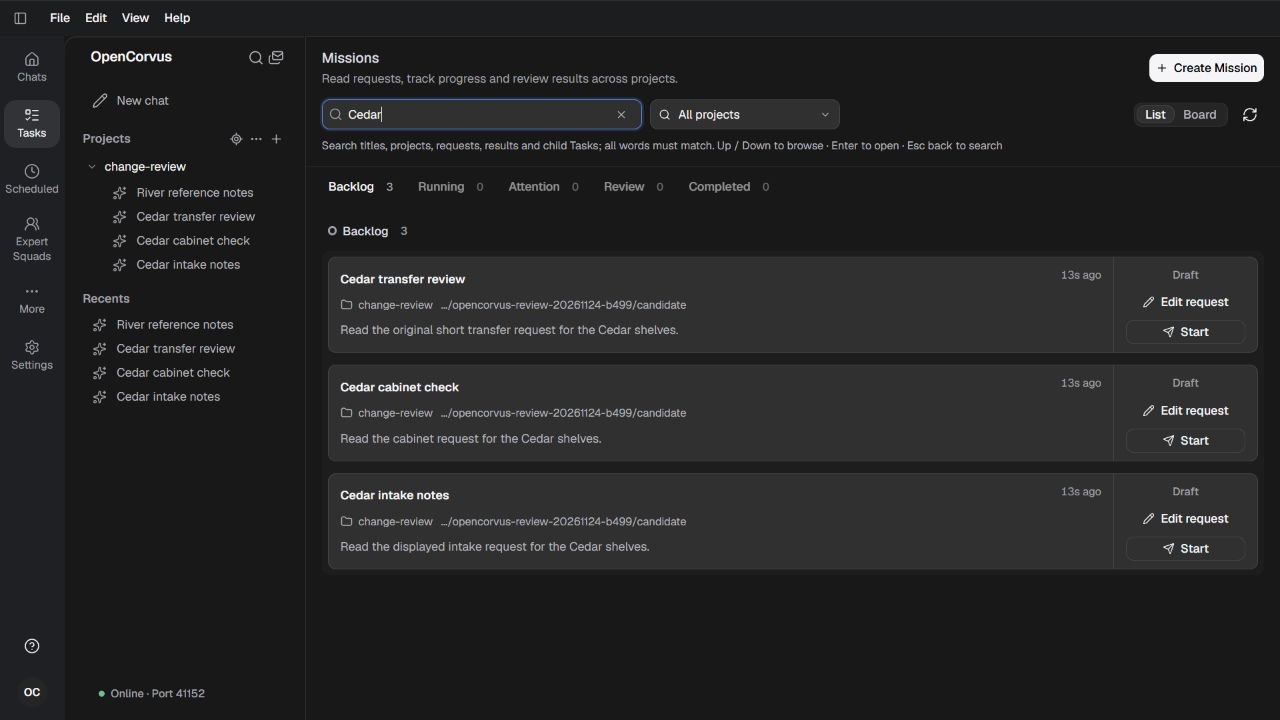 File Edit View Help
Chats
Tasks
Scheduled
Expert
Squads
More
Settings
OC
OpenCorvus
New chat
Projects
change-review
River reference notes
Cedar transfer review
Cedar cabinet check
Cedar intake notes
Recents
River reference notes
Cedar transfer review
Cedar cabinet check
Cedar intake notes
Online · Port 41152
Missions
Read requests, track progress and review results across projects.
+ Create Mission
Cedar
All projects
List Board
Search titles, projects, requests, results and child Tasks; all words must match. Up / Down to browse · Enter to open · Esc back to search
Backlog 3 Running 0 Attention 0 Review 0 Completed 0
Backlog 3
Cedar transfer review 13s ago
change-review .../opencorvus-review-20261124-b499/candidate
Read the original short transfer request for the Cedar shelves.
Draft
Edit request
Start
Cedar cabinet check 13s ago
change-review .../opencorvus-review-20261124-b499/candidate
Read the cabinet request for the Cedar shelves.
Draft
Edit request
Start
Cedar intake notes 13s ago
change-review .../opencorvus-review-20261124-b499/candidate
Read the displayed intake request for the Cedar shelves.
Draft
Edit request
Start